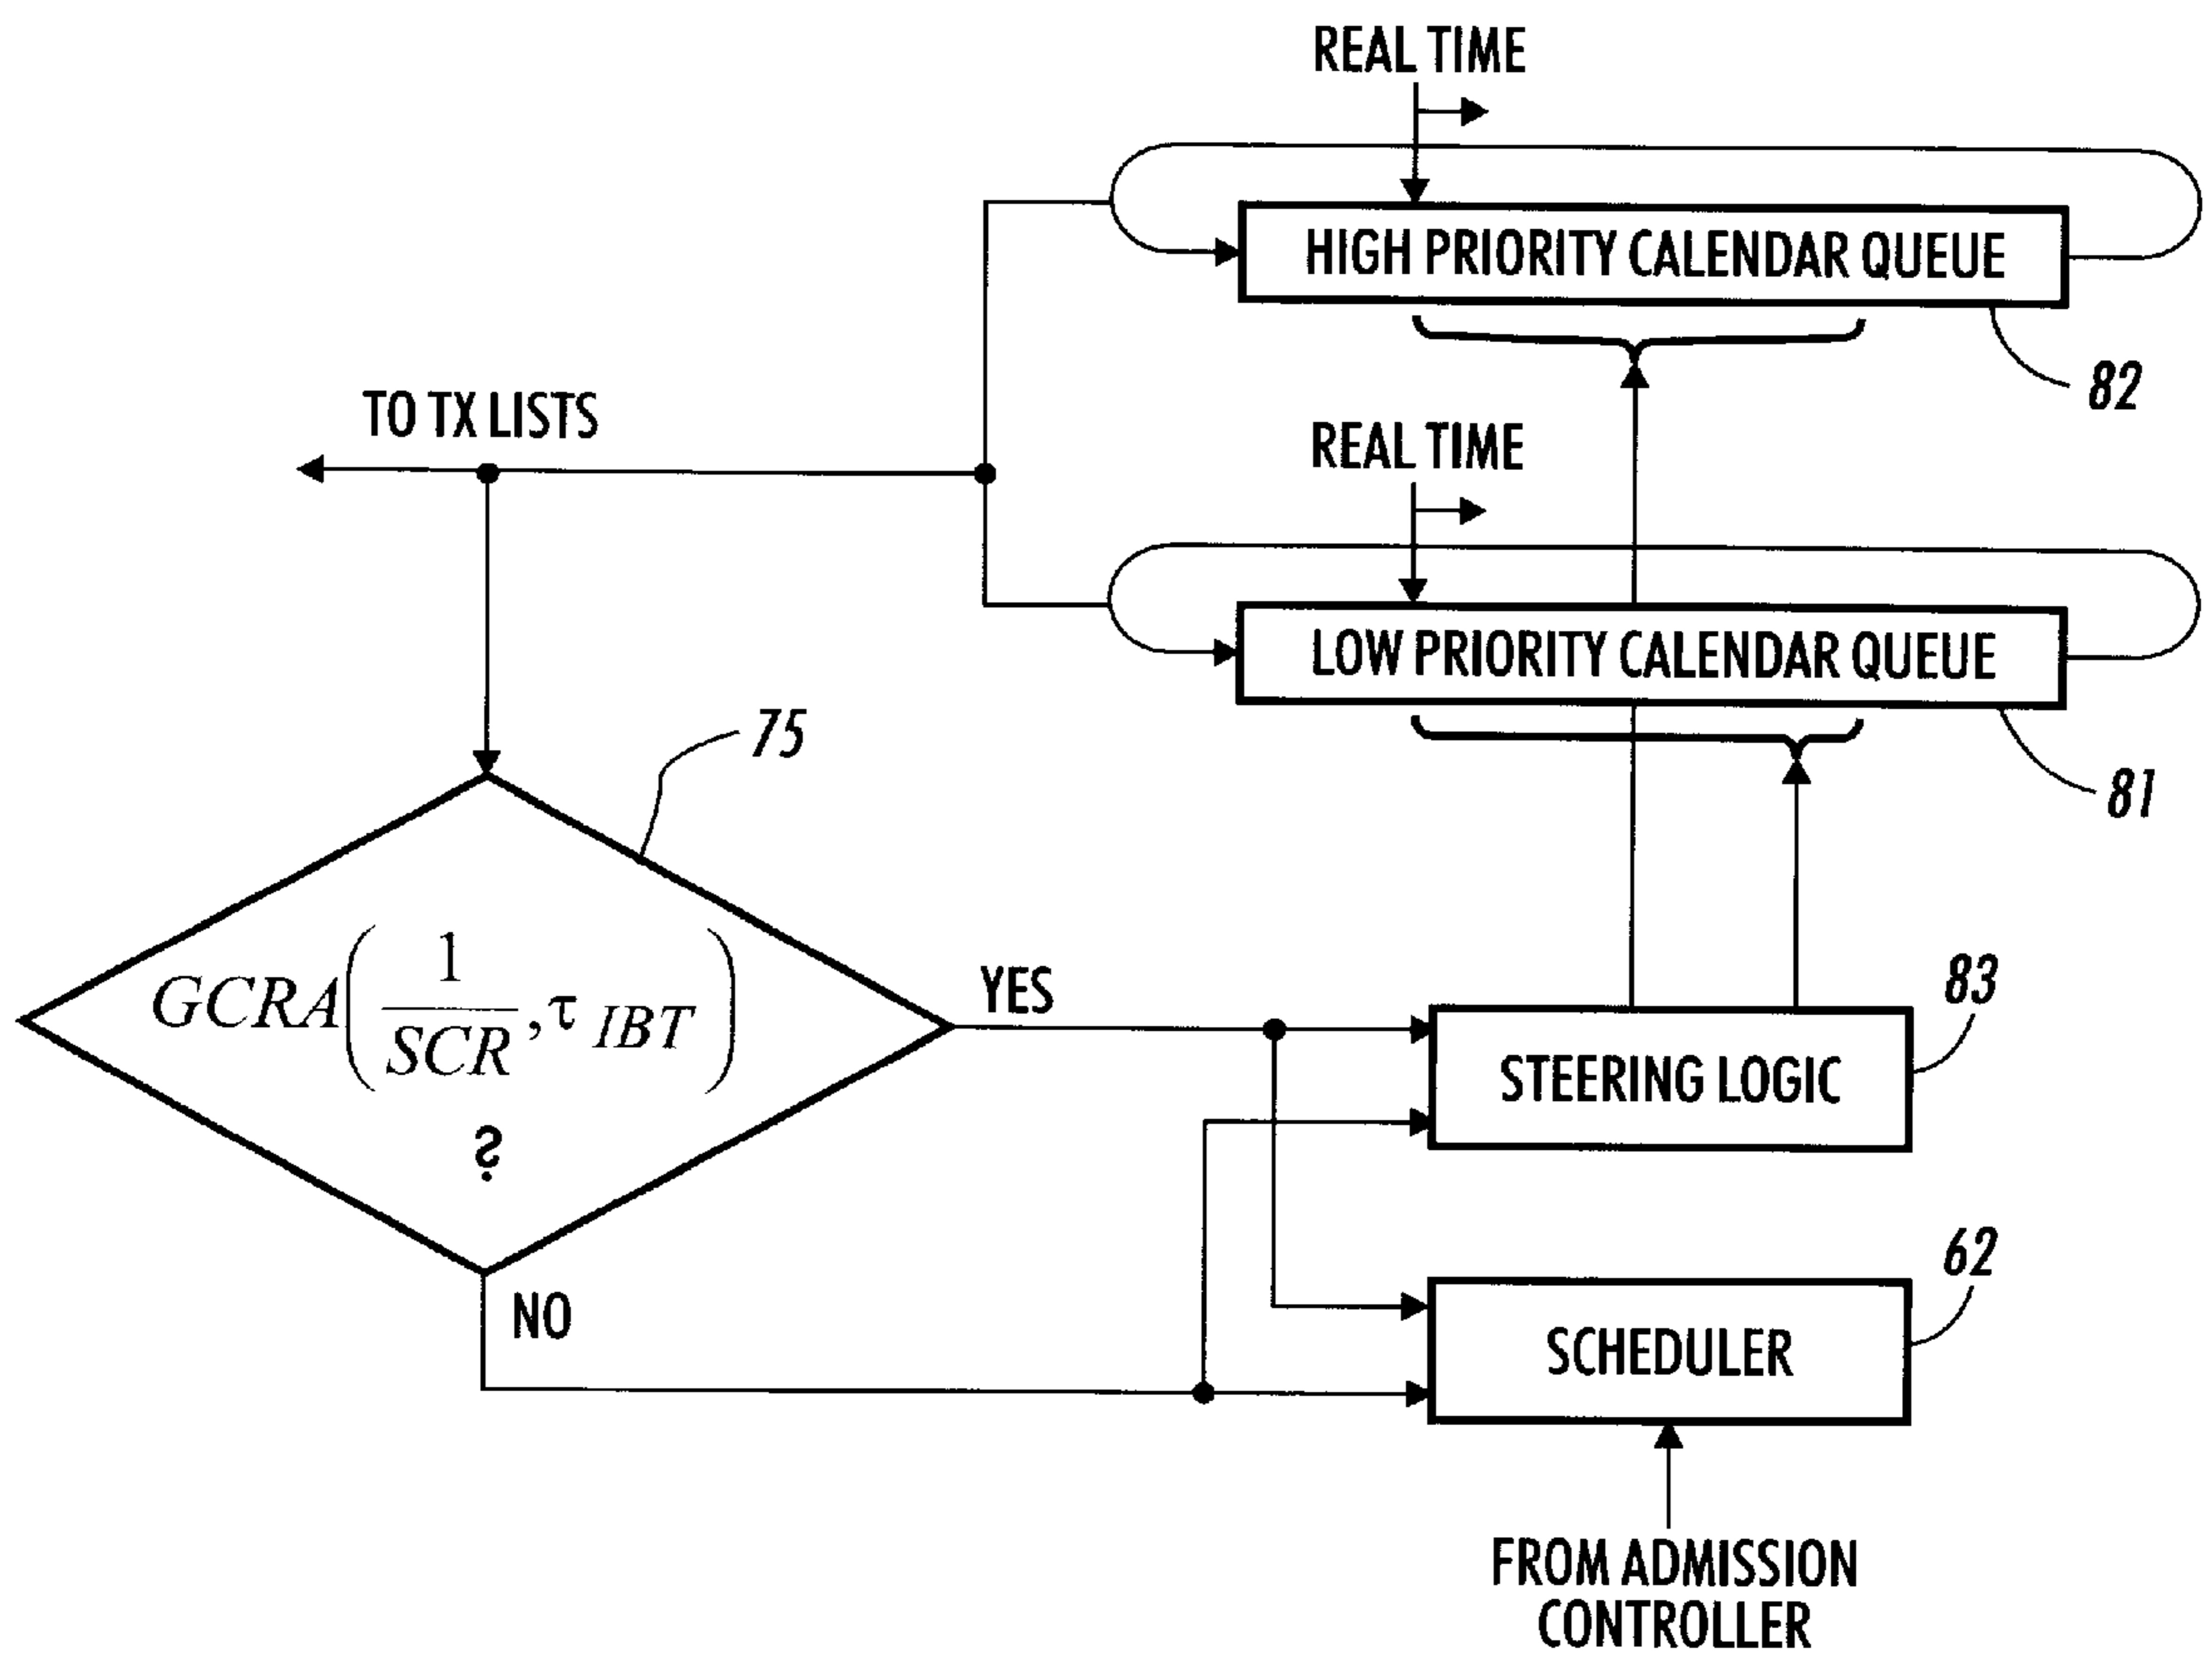 REAL TIME
HIGH PRIORITY CALENDAR QUEUE
82
TO TX LISTS
REAL TIME
LOW PRIORITY CALENDAR QUEUE
81
75
GCRA(1/SCR, τ IBT)
?
YES
STEERING LOGIC
83
NO
SCHEDULER
62
FROM ADMISSION
CONTROLLER